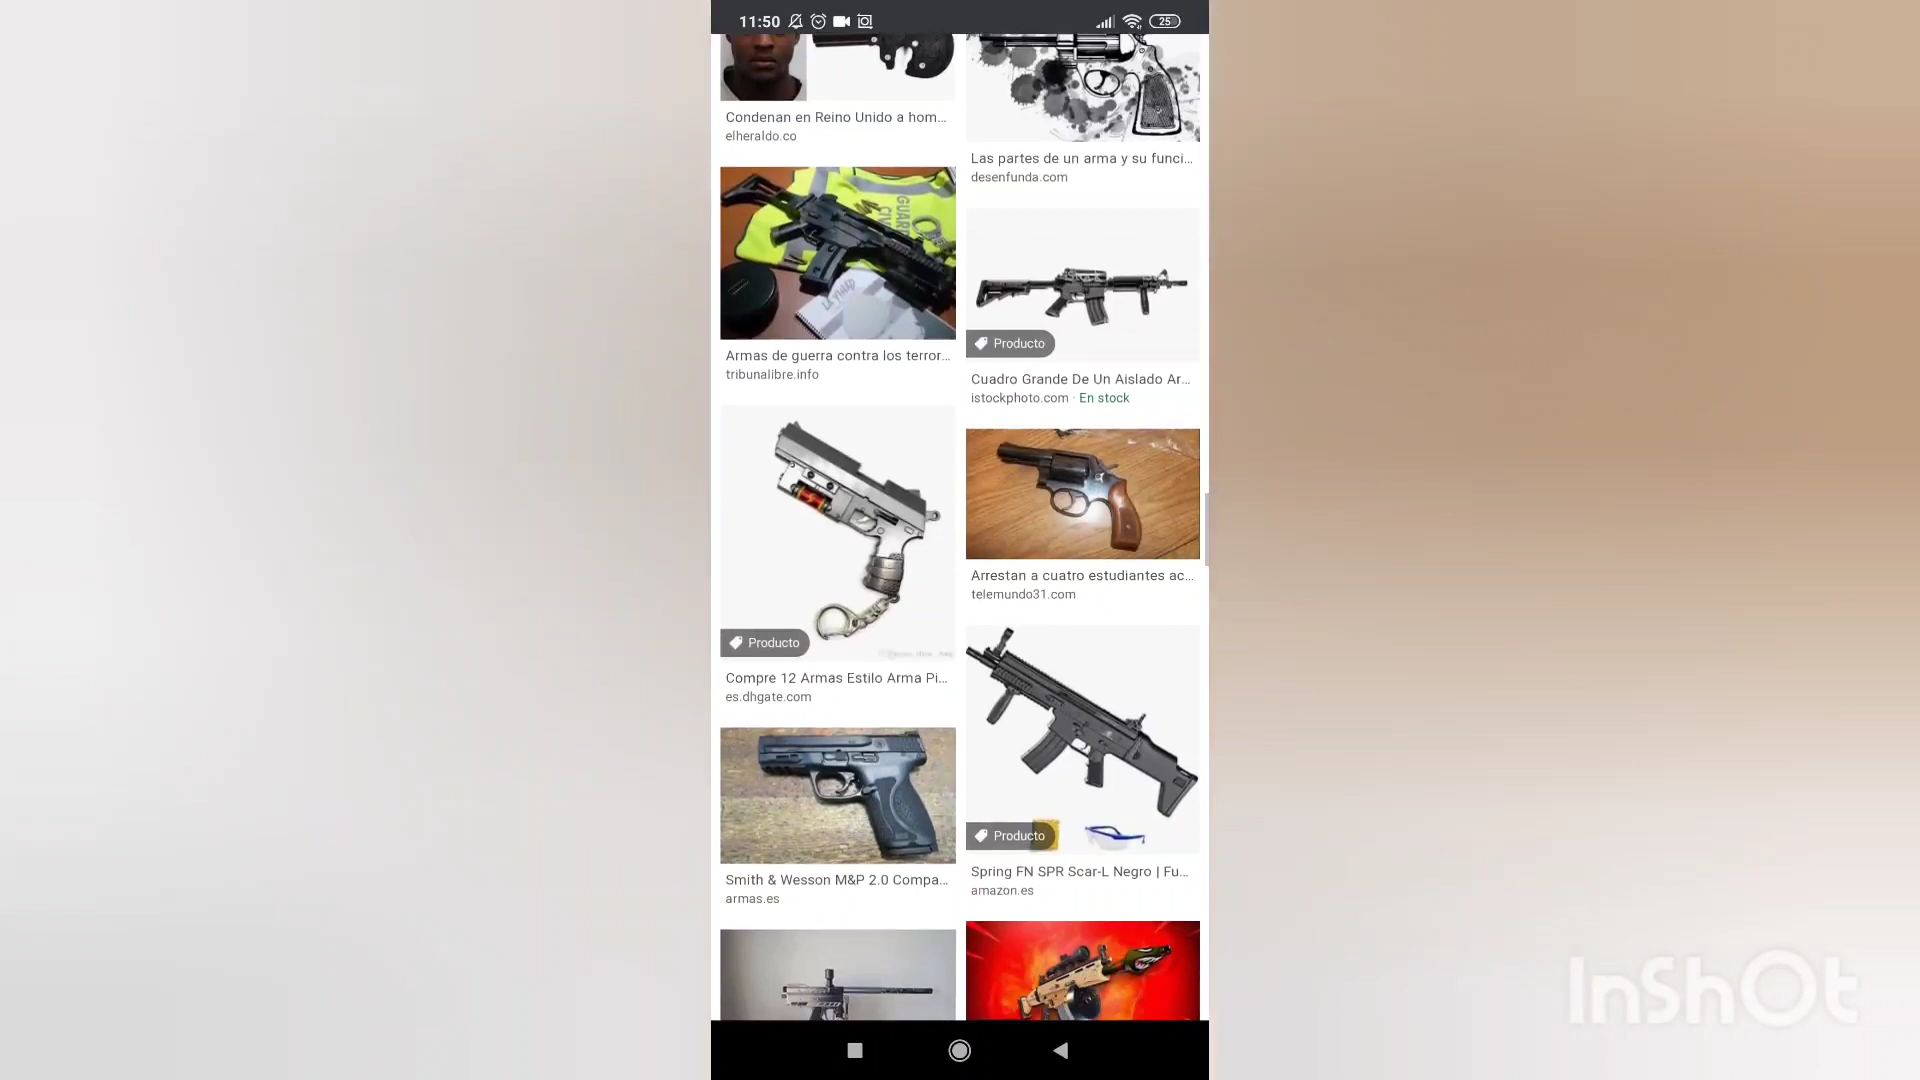 11:50
25
Condenan en Reino Unido a hom...
elheraldo.co
Las partes de un arma y su funci...
desenfunda.com
GUARDIA
CIVIL
Armas de guerra contra los terror...
tribunalibre.info
iStock
Producto
Cuadro Grande De Un Aislado Ar...
istockphoto.com · En stock
Arrestan a cuatro estudiantes ac...
telemundo31.com
Producto
Compre 12 Armas Estilo Arma Pi...
es.dhgate.com
Producto
Spring FN SPR Scar-L Negro | Fu...
amazon.es
Smith & Wesson M&P 2.0 Compa...
armas.es
InShOt